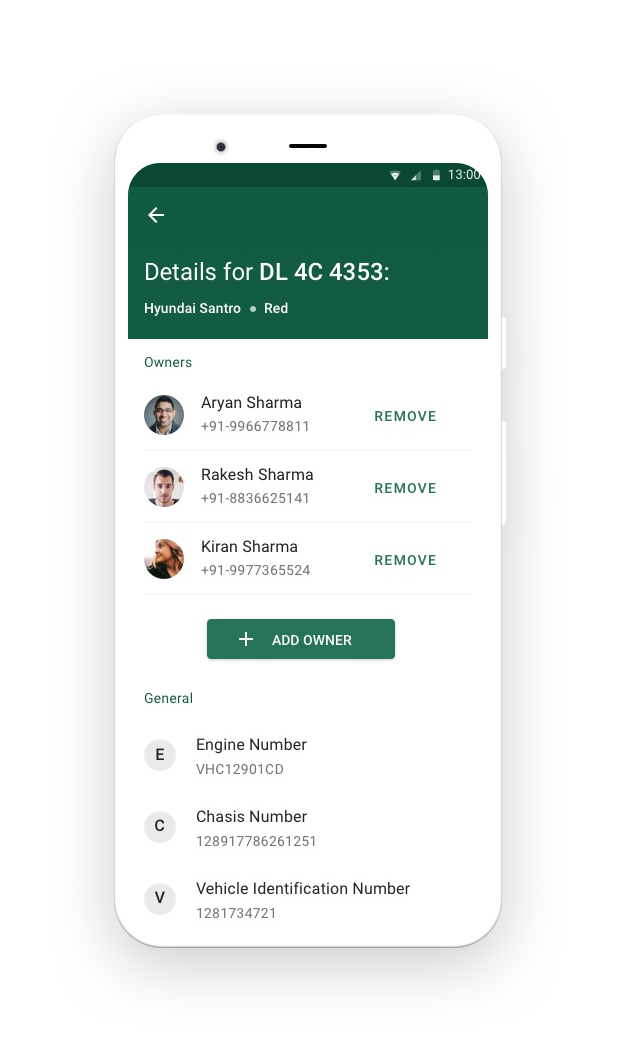 13:00
Details for DL 4C 4353:
Hyundai Santro • Red
Owners
Aryan Sharma
+91-9966778811
REMOVE
Rakesh Sharma
+91-8836625141
REMOVE
Kiran Sharma
+91-9977365524
REMOVE
+ ADD OWNER
General
E
Engine Number
VHC12901CD
C
Chasis Number
128917786261251
V
Vehicle Identification Number
1281734721